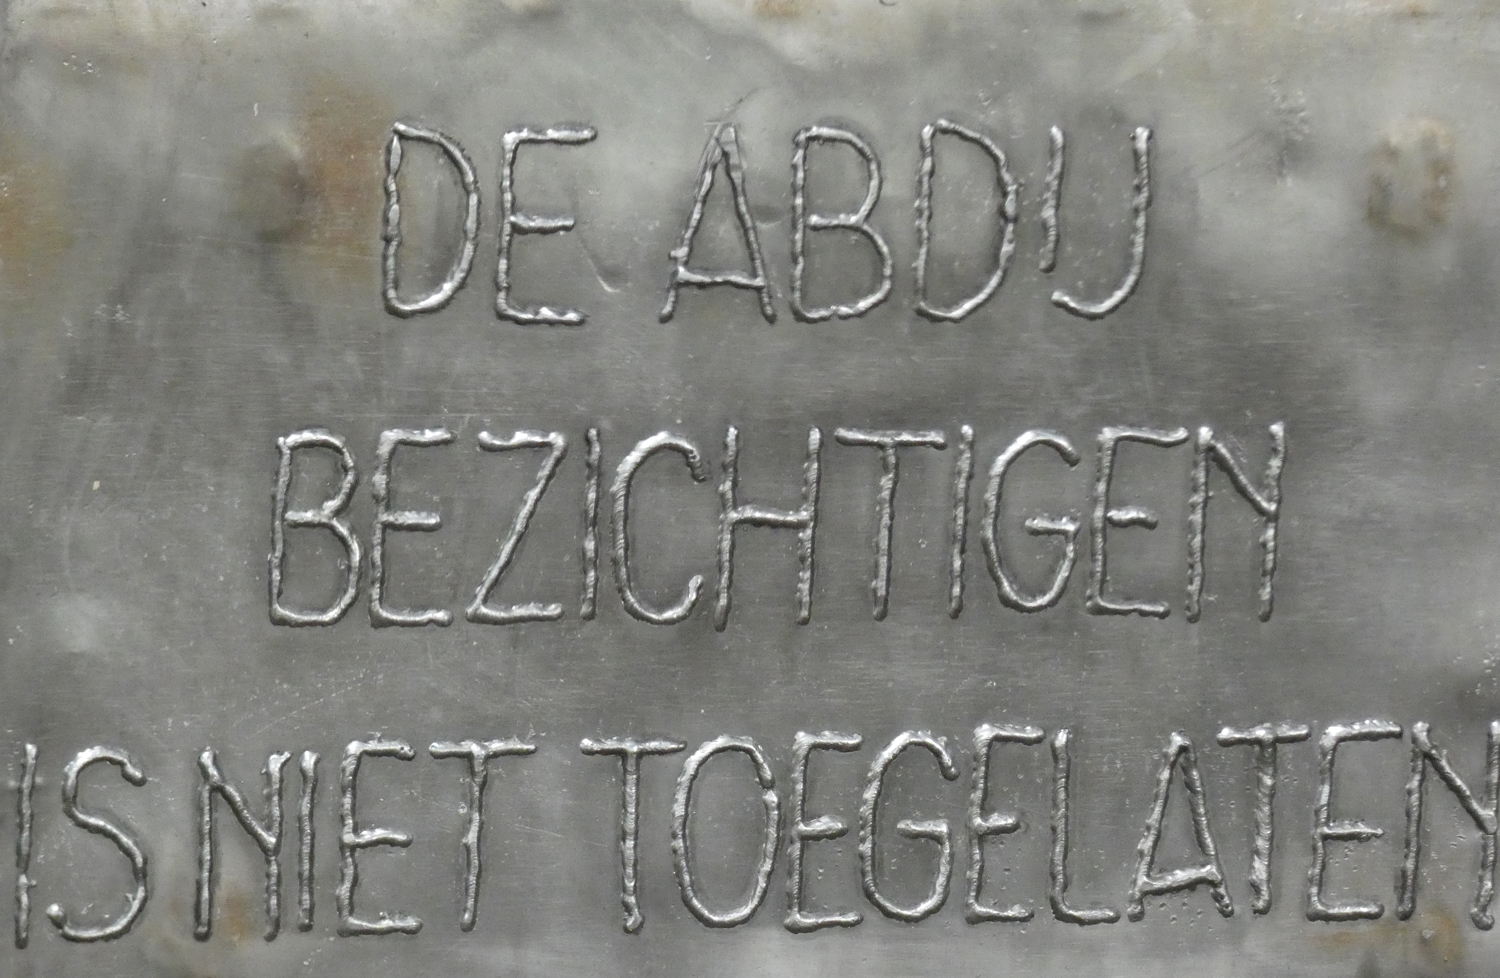 DE ABDIJ
BEZICHTIGEN
IS NIET TOEGELATEN